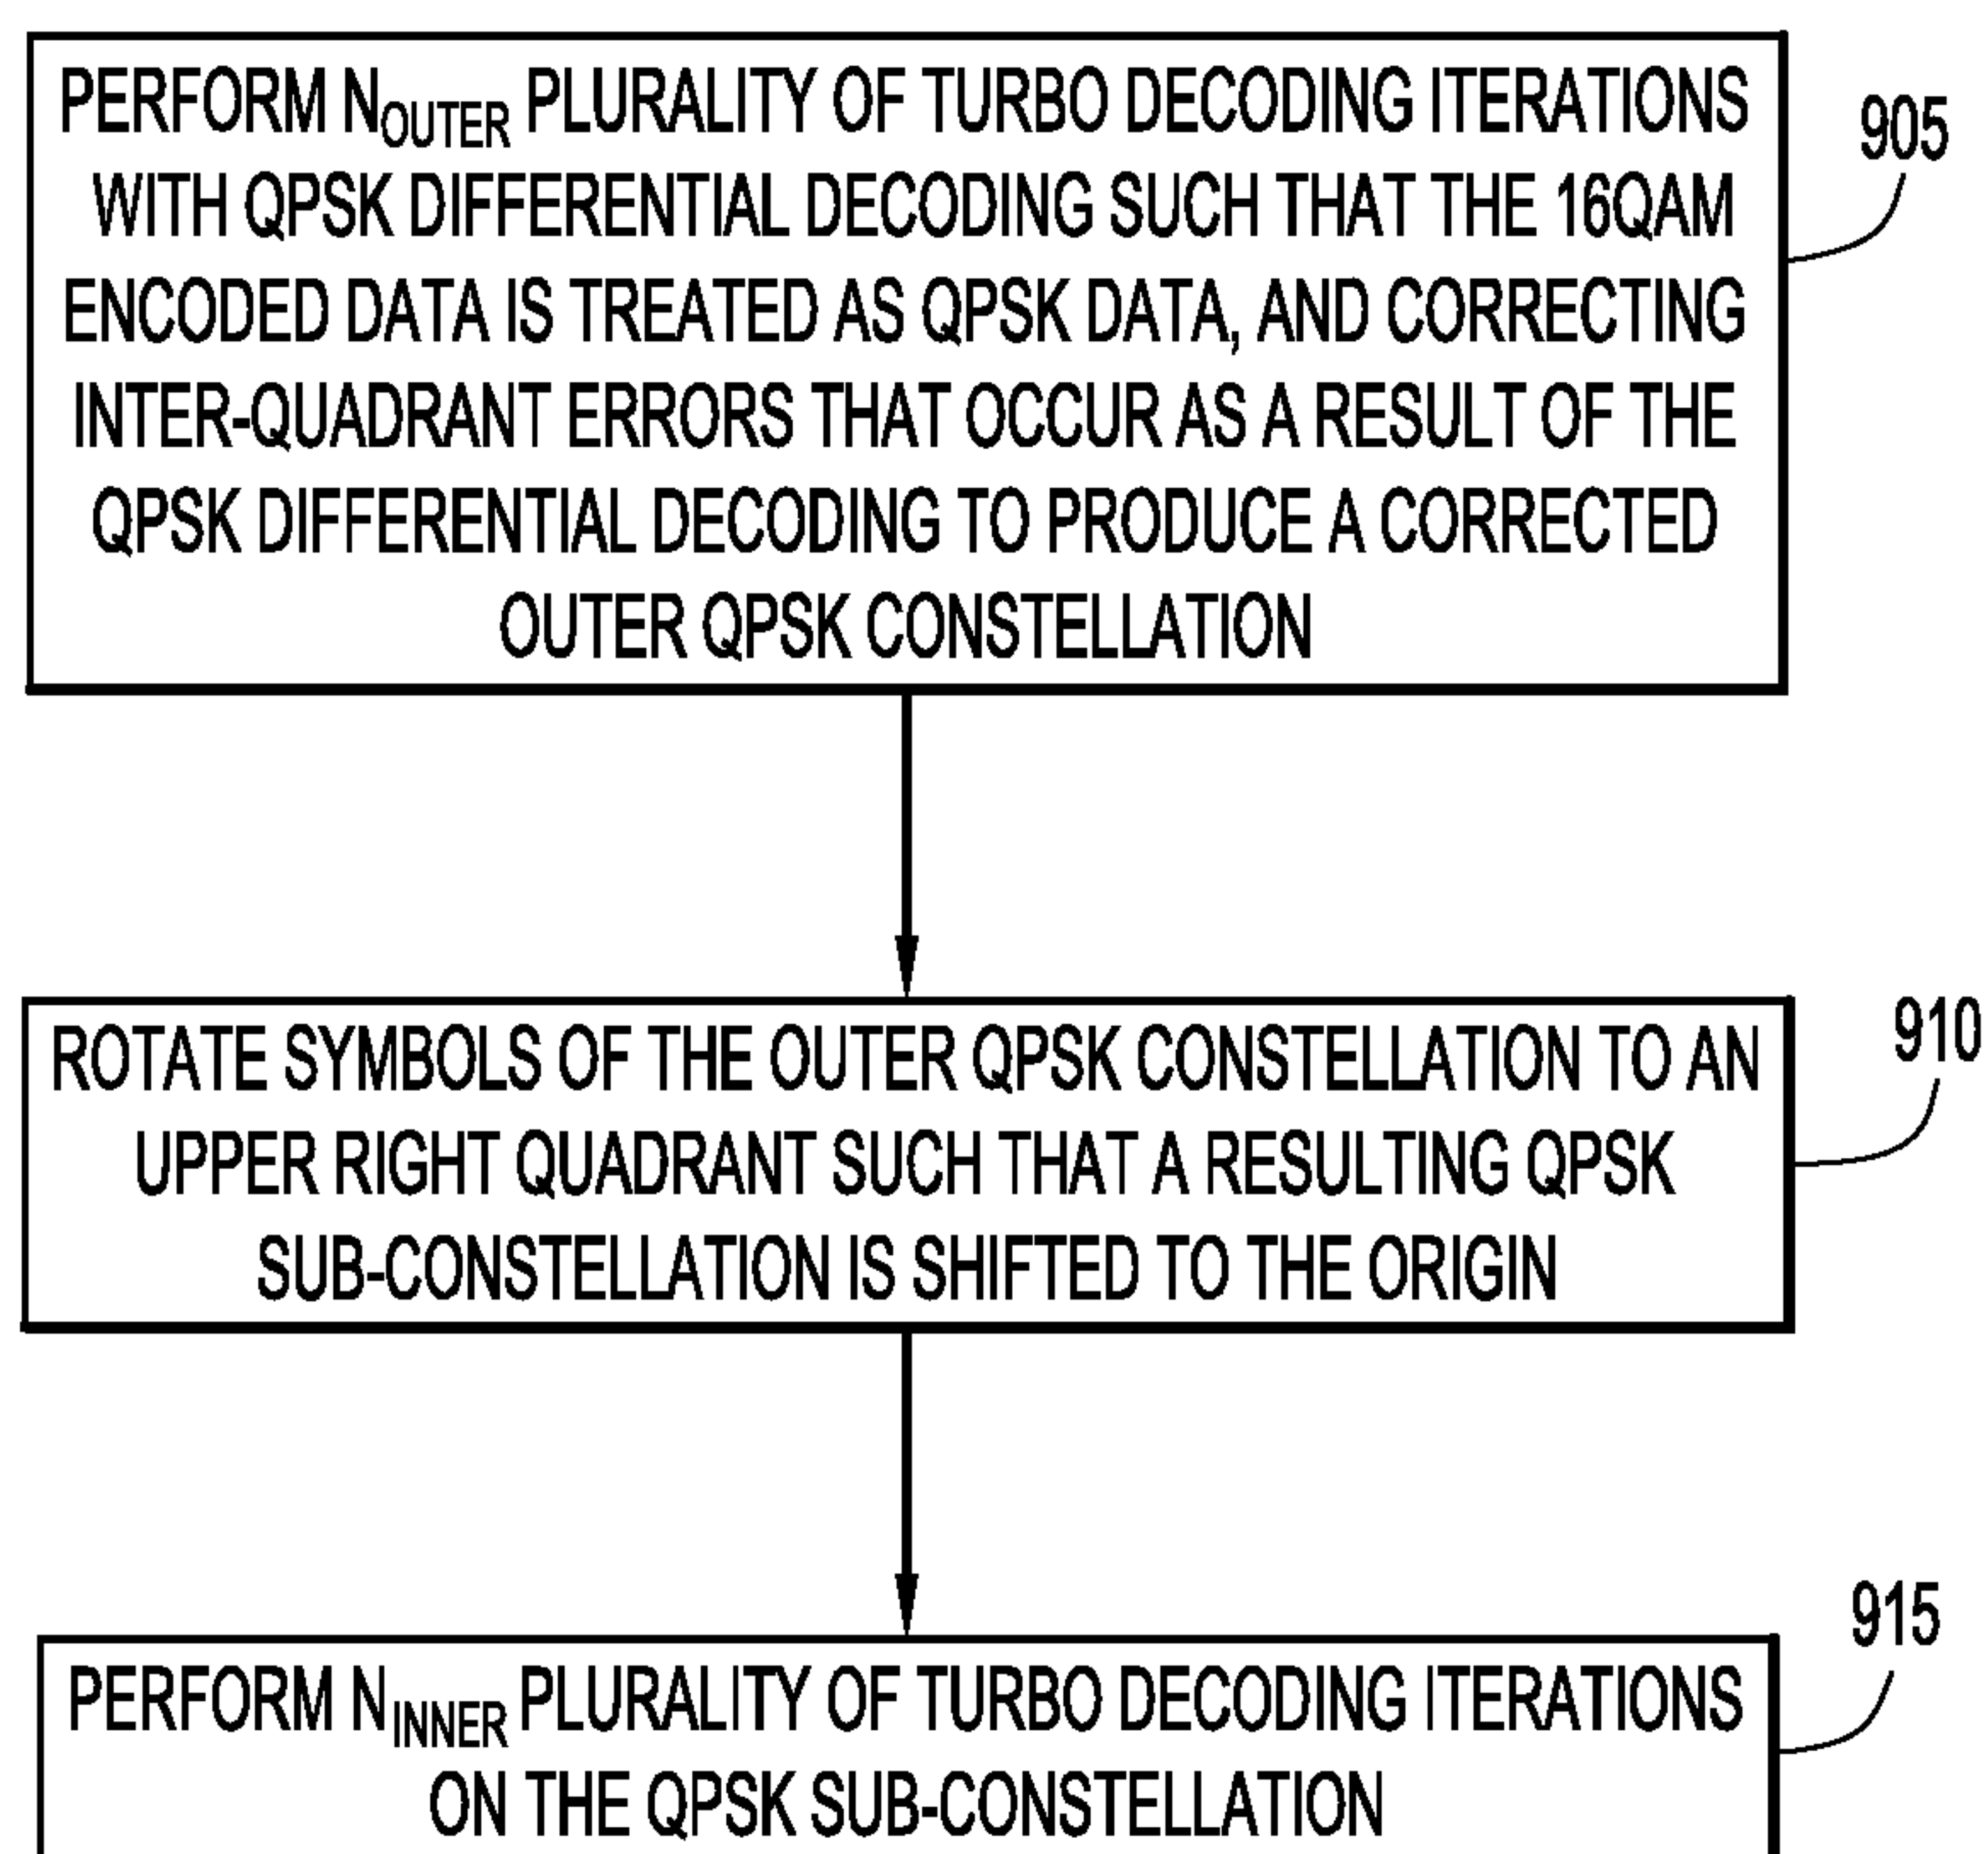 PERFORM NOUTER PLURALITY OF TURBO DECODING ITERATIONS
WITH QPSK DIFFERENTIAL DECODING SUCH THAT THE 16QAM
ENCODED DATA IS TREATED AS QPSK DATA, AND CORRECTING
INTER-QUADRANT ERRORS THAT OCCUR AS A RESULT OF THE
QPSK DIFFERENTIAL DECODING TO PRODUCE A CORRECTED
OUTER QPSK CONSTELLATION
905
ROTATE SYMBOLS OF THE OUTER QPSK CONSTELLATION TO AN
UPPER RIGHT QUADRANT SUCH THAT A RESULTING QPSK
SUB-CONSTELLATION IS SHIFTED TO THE ORIGIN
910
PERFORM NINNER PLURALITY OF TURBO DECODING ITERATIONS
ON THE QPSK SUB-CONSTELLATION
915